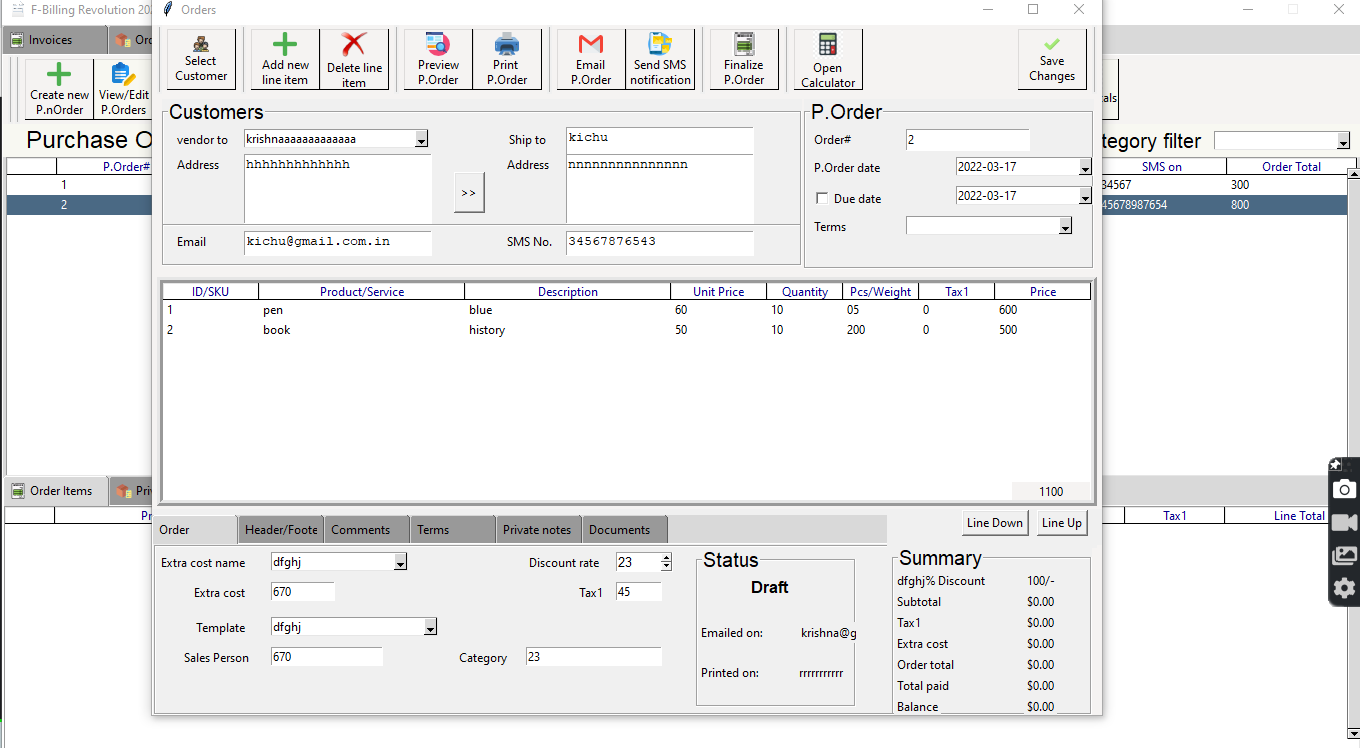 F-Billing Revolution 202
Orders
Invoices
Ord
Select Customer
Add new line item
Delete line item
Preview P.Order
Print P.Order
Email P.Order
Send SMS notification
Finalize P.Order
Open Calculator
Save Changes
Create new P.nOrder
View/Edit P.Orders
als
Purchase O
tegory filter
P.Order#
SMS on
Order Total
1
34567
300
2
45678987654
800
Customers
vendor to
krishnaaaaaaaaaaaaa
Ship to
kichu
Address
hhhhhhhhhhhhh
>>
Address
nnnnnnnnnnnnnnn
Email
kichu@gmail.com.in
SMS No.
34567876543
P.Order
Order#
2
P.Order date
2022-03-17
Due date
2022-03-17
Terms
ID/SKU Product/Service Description Unit Price Quantity Pcs/Weight Tax1 Price
1 pen blue 60 10 05 0 600
2 book history 50 10 200 0 500
1100
Order Items
Pri
Pr
Tax1
Line Total
Line Down
Line Up
Order
Header/Foote
Comments
Terms
Private notes
Documents
Extra cost name
dfghj
Discount rate
23
Extra cost
670
Tax1
45
Template
dfghj
Sales Person
670
Category
23
Status
Draft
Emailed on:
krishna@g
Printed on:
rrrrrrrrrrr
Summary
dfghj% Discount 100/-
Subtotal $0.00
Tax1 $0.00
Extra cost $0.00
Order total $0.00
Total paid $0.00
Balance $0.00